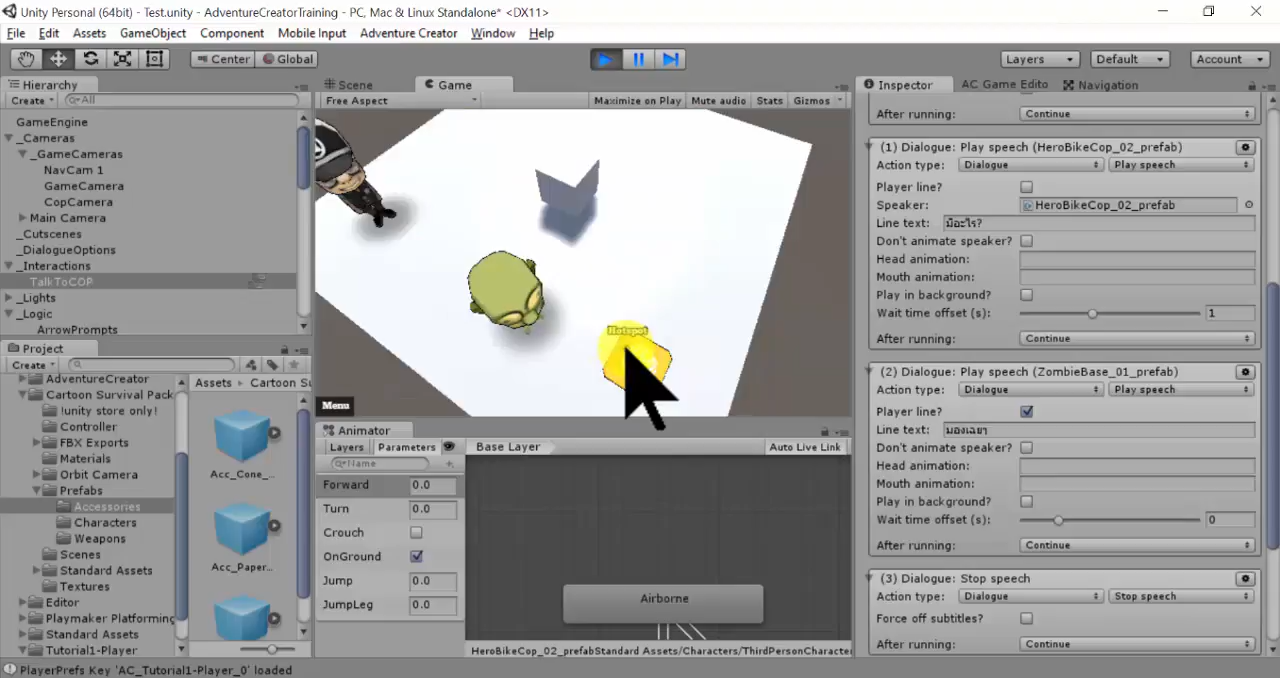 Unity Personal (64bit) - Test.unity - AdventureCreatorTraining - PC, Mac & Linux Standalone* <DX11>
File Edit Assets GameObject Component Mobile Input Adventure Creator Window Help
Center Global Layers Default Account
Hierarchy
Create All
GameEngine
_Cameras
_GameCameras
NavCam 1
GameCamera
CopCamera
Main Camera
_Cutscenes
_DialogueOptions
_Interactions
TalkToCOP
_Lights
_Logic
ArrowPrompts
Project
Create
AdventureCreator
Cartoon Survival Pack
!unity store only!
Controller
FBX Exports
Materials
Orbit Camera
Prefabs
Accessories
Characters
Weapons
Scenes
Standard Assets
Textures
Editor
Playmaker Platforming
Standard Assets
Tutorial1-Player
Assets Cartoon Su
Acc_Cone_...
Acc_Paper...
Scene Game
Free Aspect Maximize on Play Mute audio Stats Gizmos
Hotspot
Menu
Animator
Layers Parameters Base Layer Auto Live Link
Name
Forward 0.0
Turn 0.0
Crouch
OnGround
Jump 0.0
JumpLeg 0.0
Airborne
HeroBikeCop_02_prefabStandard Assets/Characters/ThirdPersonCharacte
Inspector AC Game Edito Navigation
After running: Continue
(1) Dialogue: Play speech (HeroBikeCop_02_prefab)
Action type: Dialogue Play speech
Player line?
Speaker: HeroBikeCop_02_prefab
Line text: มีอะไร?
Don't animate speaker?
Head animation:
Mouth animation:
Play in background?
Wait time offset (s): 1
After running: Continue
(2) Dialogue: Play speech (ZombieBase_01_prefab)
Action type: Dialogue Play speech
Player line?
Line text: มองเฉยๆ
Don't animate speaker?
Head animation:
Mouth animation:
Play in background?
Wait time offset (s): 0
After running: Continue
(3) Dialogue: Stop speech
Action type: Dialogue Stop speech
Force off subtitles?
After running: Continue
PlayerPrefs Key 'AC_Tutorial1-Player_0' loaded